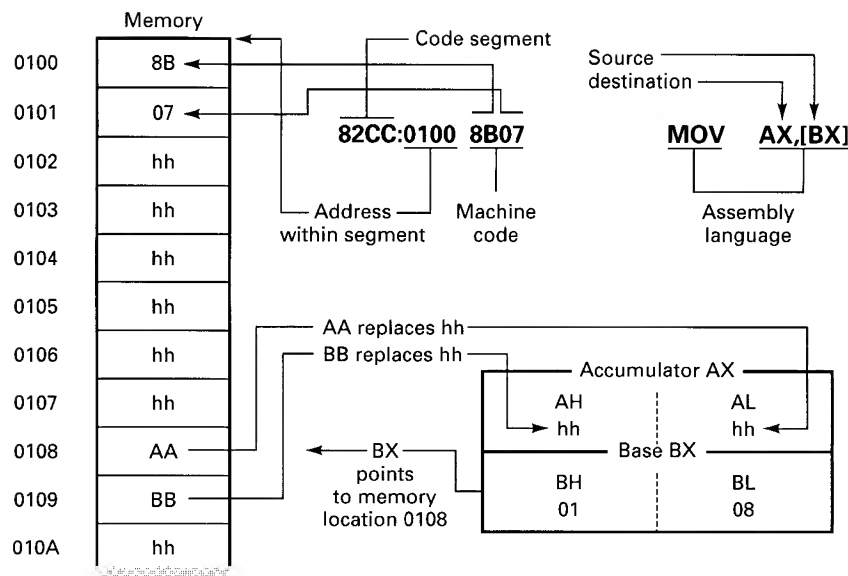 Memory
0100 8B
0101 07
0102 hh
0103 hh
0104 hh
0105 hh
0106 hh
0107 hh
0108 AA
0109 BB
010A hh
Code segment
82CC:0100 8B07
Address
within segment
Machine
code
Source
destination
MOV AX,[BX]
Assembly
language
AA replaces hh
BB replaces hh
BX
points
to memory
location 0108
Accumulator AX
AH AL
hh hh
Base BX
BH BL
01 08